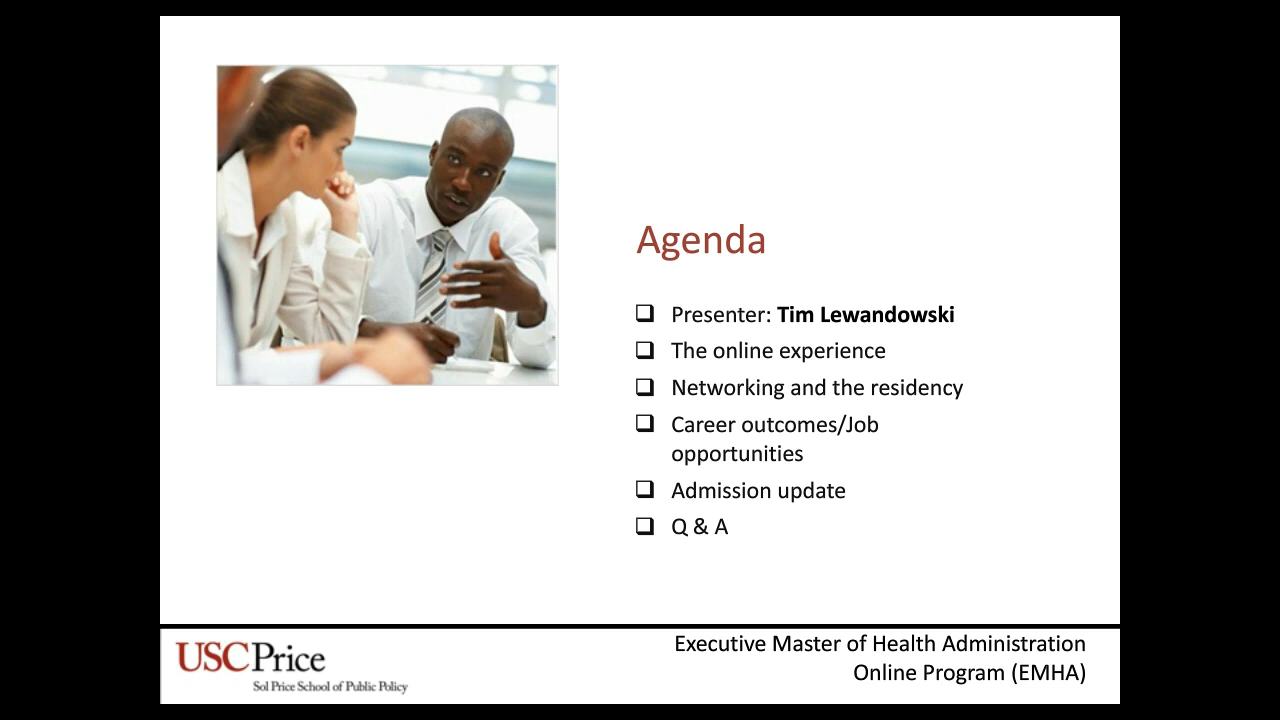 Agenda
❑ Presenter: Tim Lewandowski
❑ The online experience
❑ Networking and the residency
❑ Career outcomes/Job
opportunities
❑ Admission update
❑ Q & A
USCPrice
Sol Price School of Public Policy
Executive Master of Health Administration
Online Program (EMHA)